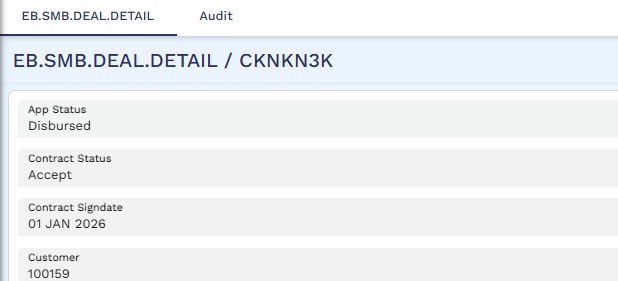 EB.SMB.DEAL.DETAIL Audit
EB.SMB.DEAL.DETAIL / CKNKN3K
App Status
Disbursed
Contract Status
Accept
Contract Signdate
01 JAN 2026
Customer
100159